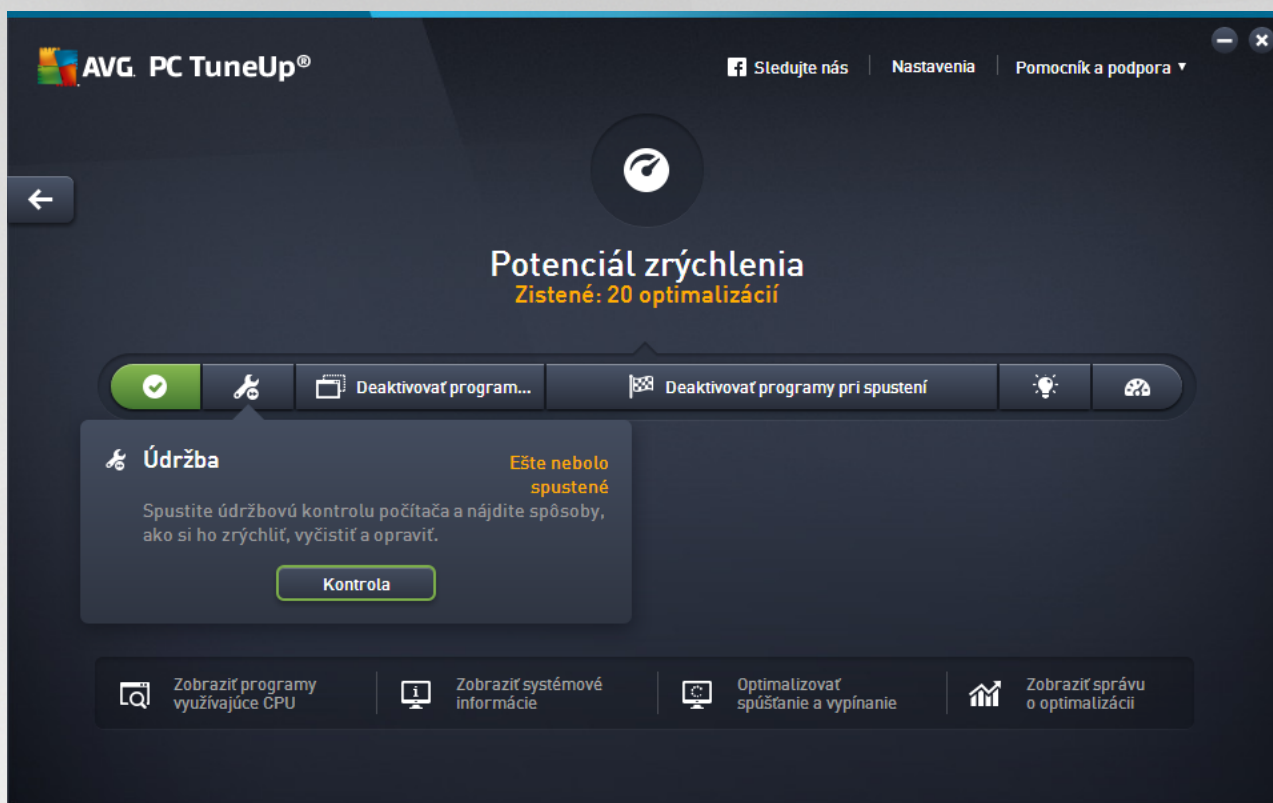 AVG. PC TuneUp®
Sledujte nás
Nastavenia
Pomocník a podpora
Potenciál zrýchlenia
Zistené: 20 optimalizácií
Deaktivovať program...
Deaktivovať programy pri spustení
Údržba
Ešte nebolo
spustené
Spustite údržbovú kontrolu počítača a nájdite spôsoby,
ako si ho zrýchliť, vyčistiť a opraviť.
Kontrola
Zobraziť programy
využívajúce CPU
Zobraziť systémové
informácie
Optimalizovať
spúšťanie a vypínanie
Zobraziť správu
o optimalizácii